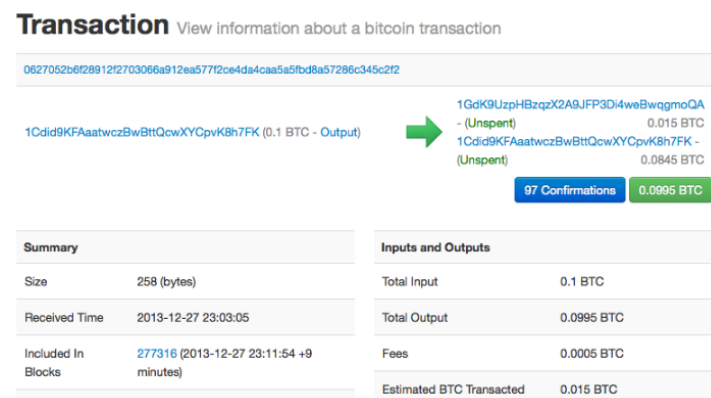 Transaction View information about a bitcoin transaction
0627052b6f28912f2703066a912ea577f2ce4da4caa5a5fbd8a57286c345c2f2
1Cdid9KFAaatwczBwBttQcwXYCpvK8h7FK (0.1 BTC - Output)
1GdK9UzpHBzqzX2A9JFP3Di4weBwqgmoQA
- (Unspent) 0.015 BTC
1Cdid9KFAaatwczBwBttQcwXYCpvK8h7FK -
(Unspent) 0.0845 BTC
97 Confirmations 0.0995 BTC
Summary
Size 258 (bytes)
Received Time 2013-12-27 23:03:05
Included In 277316 (2013-12-27 23:11:54 +9
Blocks minutes)
Inputs and Outputs
Total Input 0.1 BTC
Total Output 0.0995 BTC
Fees 0.0005 BTC
Estimated BTC Transacted 0.015 BTC